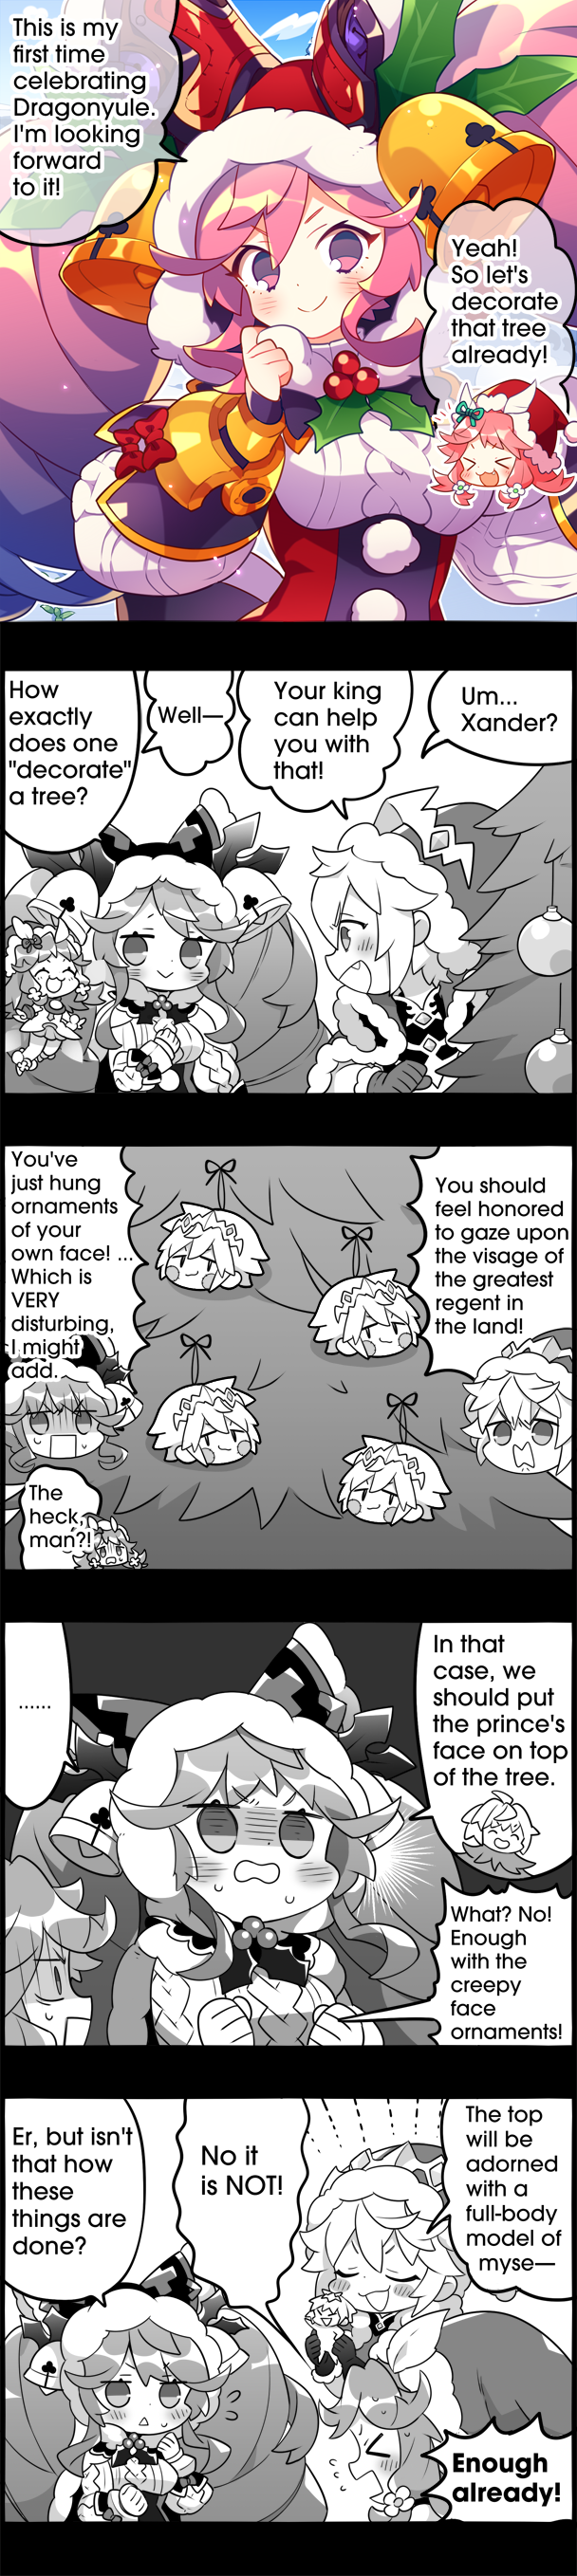 This is my
first time
celebrating
Dragonyule.
I'm looking
forward
to it!
Yeah!
So let's
decorate
that tree
already!
How
exactly
does one
"decorate"
a tree?
Well—
Your king
can help
you with
that!
Um...
Xander?
You've
just hung
ornaments
of your
own face! ...
Which is
VERY
disturbing,
I might
add.
You should
feel honored
to gaze upon
the visage of
the greatest
regent in
the land!
The
heck,
man?!
......
In that
case, we
should put
the prince's
face on top
of the tree.
What? No!
Enough
with the
creepy
face
ornaments!
Er, but isn't
that how
these
things are
done?
No it
is NOT!
The top
will be
adorned
with a
full-body
model of
myse—
Enough
already!